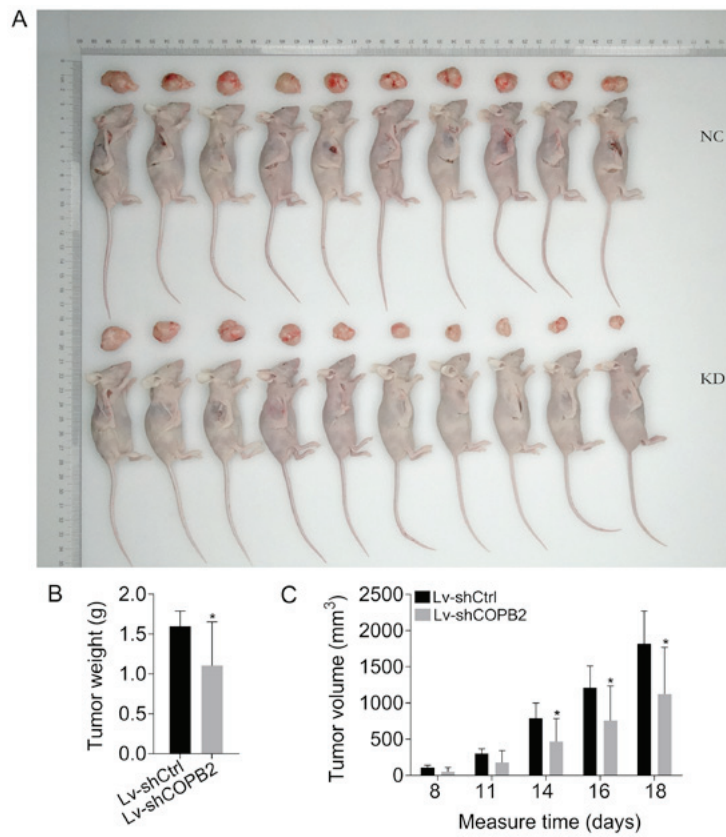 A
NC
KD
B
Tumor weight (g)
2.0
1.5
1.0
0.5
0.0
*
Lv-shCtrl
Lv-shCOPB2
C
Lv-shCtrl
Lv-shCOPB2
Tumor volume (mm³)
2500
2000
1500
1000
500
0
* * *
8 11 14 16 18
Measure time (days)